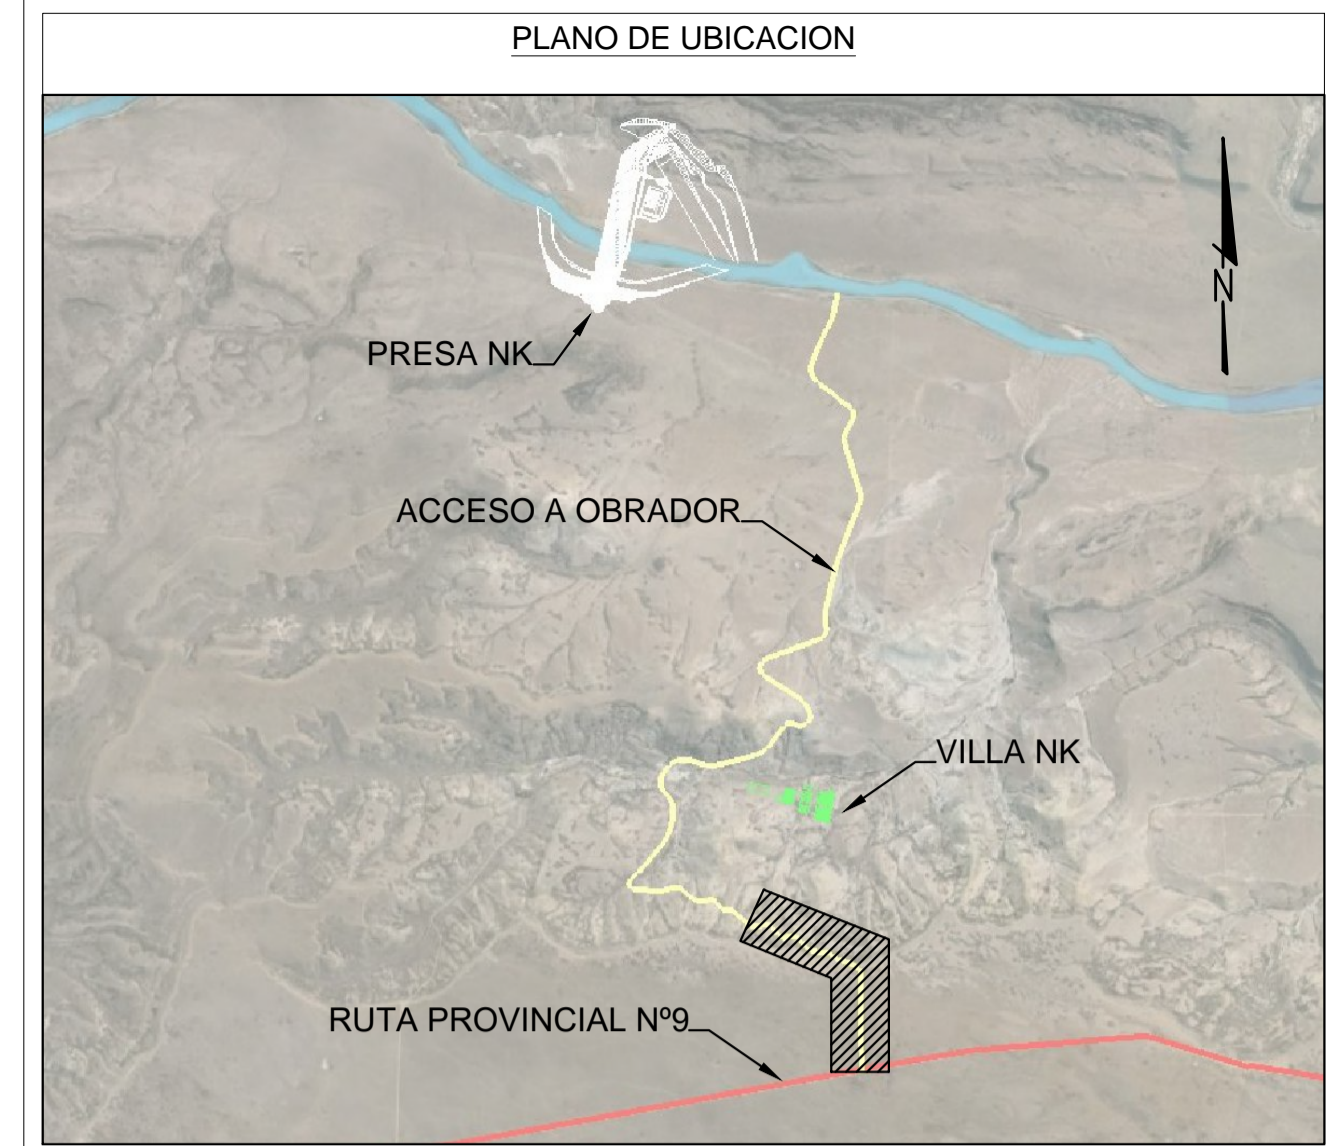 PLANO DE UBICACION
N
PRESA NK
ACCESO A OBRADOR
VILLA NK
RUTA PROVINCIAL Nº9